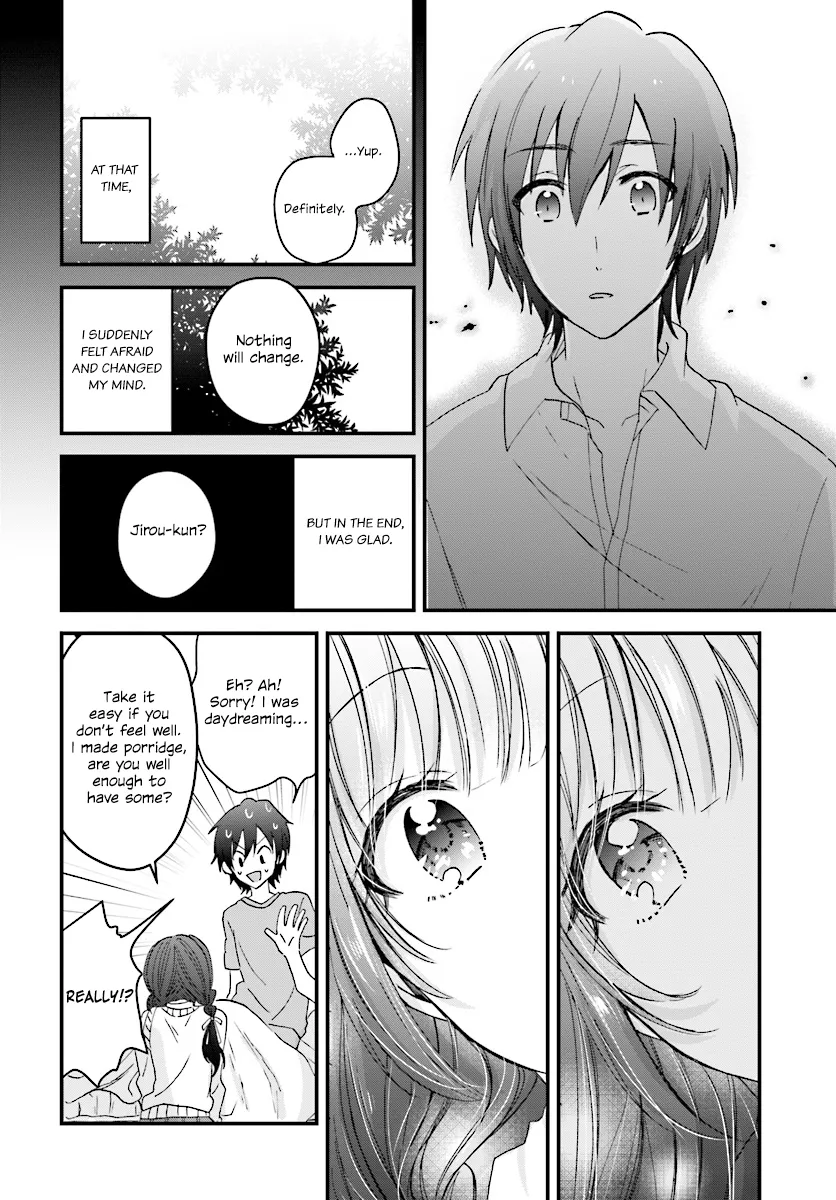 ...Yup.
Definitely.
AT THAT
TIME,
Nothing
will change.
I SUDDENLY
FELT AFRAID
AND CHANGED
MY MIND.
BUT IN THE END,
I WAS GLAD.
Jirou-kun?
Eh? Ah!
Sorry! I was
daydreaming...
Take it
easy if you
don't feel well.
I made porridge,
are you well
enough to
have some?
REALLY!?